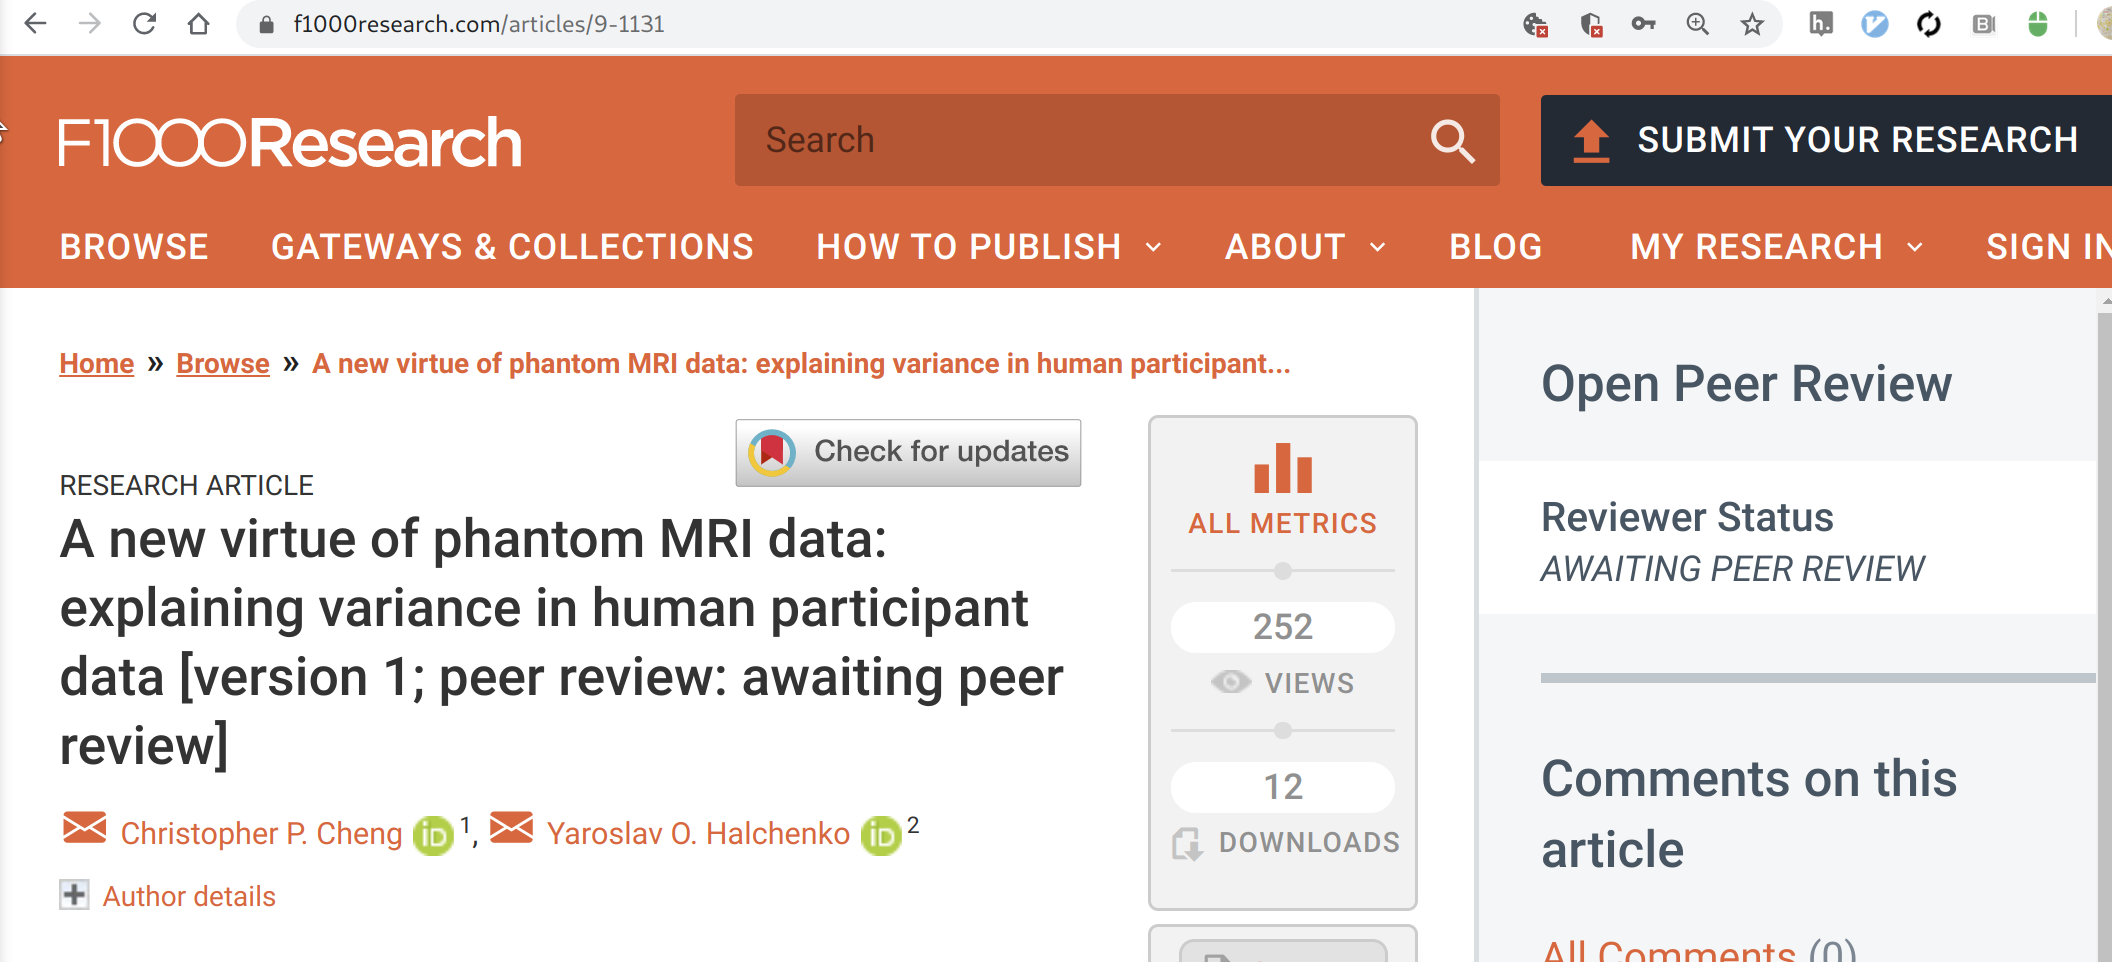 f1000research.com/articles/9-1131
F1000Research
Search
SUBMIT YOUR RESEARCH
BROWSE GATEWAYS & COLLECTIONS HOW TO PUBLISH ABOUT BLOG MY RESEARCH SIGN IN
Home » Browse » A new virtue of phantom MRI data: explaining variance in human participant...
Check for updates
RESEARCH ARTICLE
A new virtue of phantom MRI data:
explaining variance in human participant
data [version 1; peer review: awaiting peer
review]
Christopher P. Cheng iD 1, Yaroslav O. Halchenko iD 2
Author details
ALL METRICS
252
VIEWS
12
DOWNLOADS
Open Peer Review
Reviewer Status
AWAITING PEER REVIEW
Comments on this
article
All Comments (0)